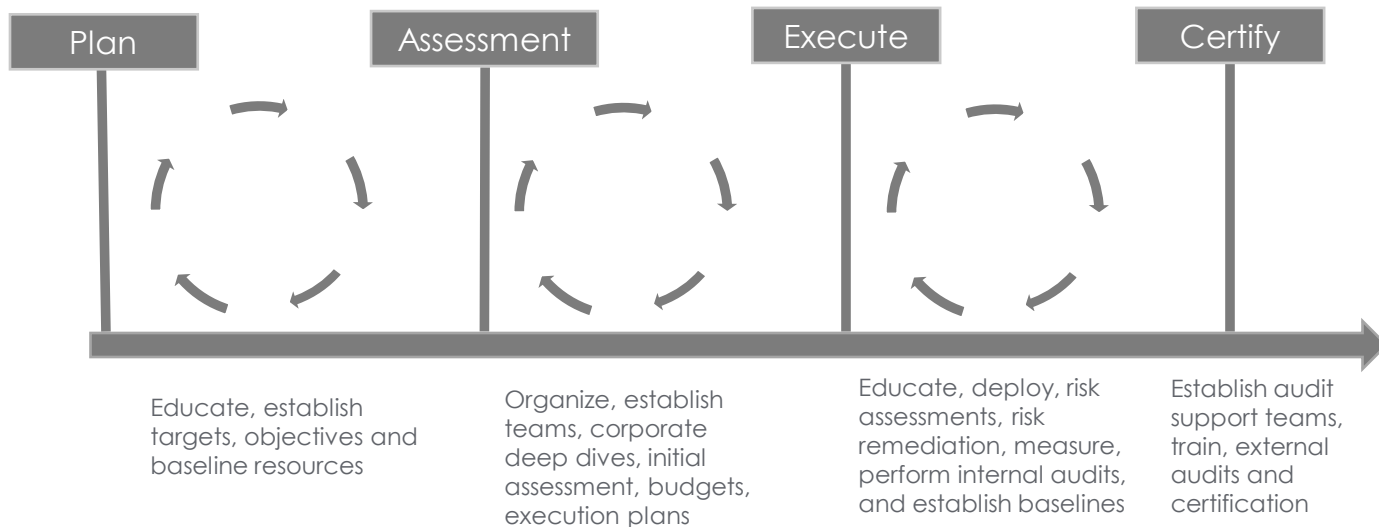 Plan
Assessment
Execute
Certify
Educate, establish
targets, objectives and
baseline resources
Organize, establish
teams, corporate
deep dives, initial
assessment, budgets,
execution plans
Educate, deploy, risk
assessments, risk
remediation, measure,
perform internal audits,
and establish baselines
Establish audit
support teams,
train, external
audits and
certification